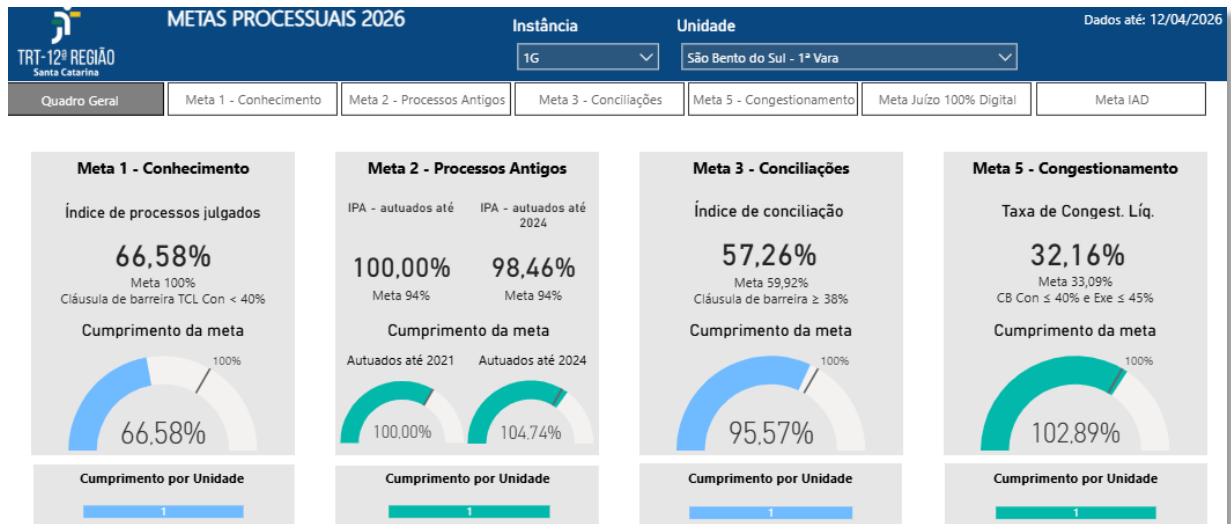 METAS PROCESSUAIS 2026
Instância
Unidade
Dados até: 12/04/2026
TRT-12ª REGIÃO
Santa Catarina
1G
São Bento do Sul - 1ª Vara
Quadro Geral
Meta 1 - Conhecimento
Meta 2 - Processos Antigos
Meta 3 - Conciliações
Meta 5 - Congestionamento
Meta Juízo 100% Digital
Meta IAD
Meta 1 - Conhecimento
Índice de processos julgados
66,58%
Meta 100%
Cláusula de barreira TCL Con < 40%
Cumprimento da meta
100%
66,58%
Cumprimento por Unidade
1
Meta 2 - Processos Antigos
IPA - autuados até
100,00%
Meta 94%
IPA - autuados até
2024
98,46%
Meta 94%
Cumprimento da meta
Autuados até 2021
100,00%
Autuados até 2024
104,74%
Cumprimento por Unidade
1
Meta 3 - Conciliações
Índice de conciliação
57,26%
Meta 59,92%
Cláusula de barreira ≥ 38%
Cumprimento da meta
100%
95,57%
Cumprimento por Unidade
1
Meta 5 - Congestionamento
Taxa de Congest. Líq.
32,16%
Meta 33,09%
CB Con ≤ 40% e Exe ≤ 45%
Cumprimento da meta
100%
102,89%
Cumprimento por Unidade
1